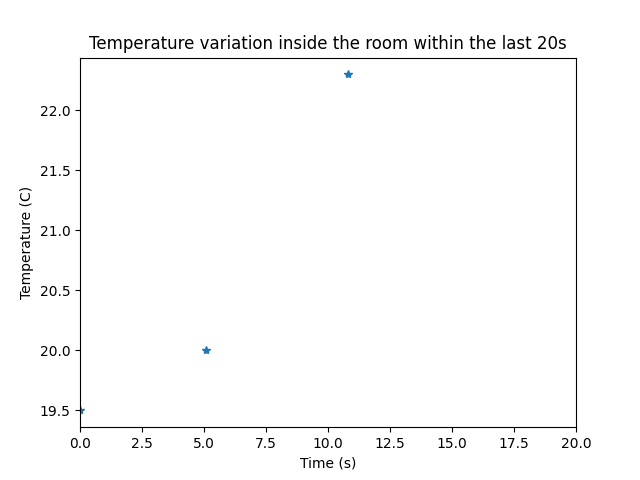 Temperature variation inside the room within the last 20s
22.0
21.5
21.0
20.5
20.0
19.5
Temperature (C)
0.0 2.5 5.0 7.5 10.0 12.5 15.0 17.5 20.0
Time (s)